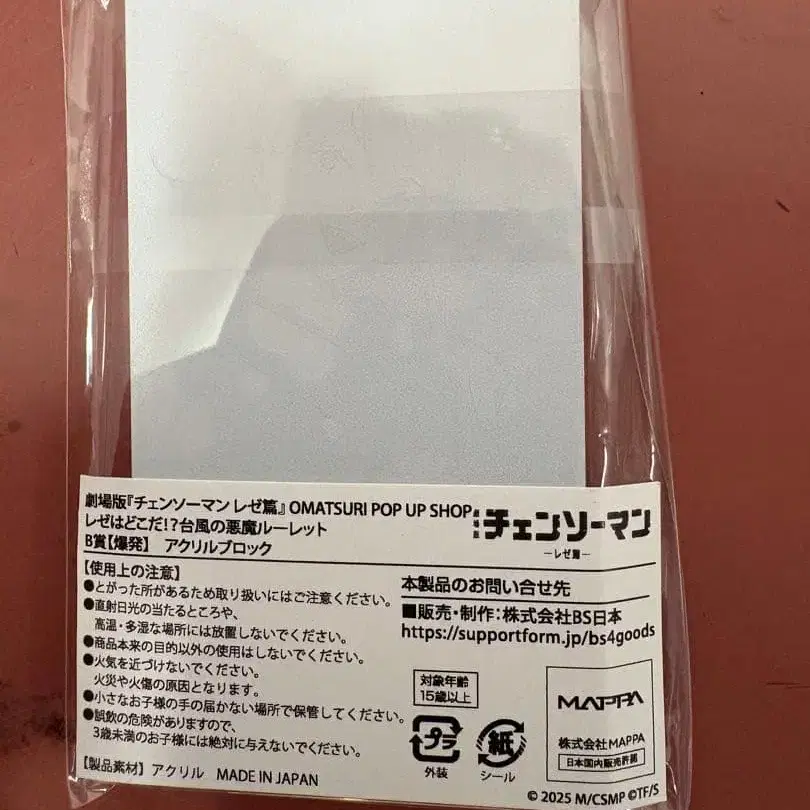 劇場版『チェンソーマン レゼ篇』 OMATSURI POP UP SHOP
レゼはどこだ!?台風の悪魔ルーレット
B賞【爆発】 アクリルブロック
劇場版 チェンソーマン
ーレゼ篇ー
【使用上の注意】
●とがった所があるため取り扱いにはご注意ください。
●直射日光の当たるところや、
高温・多湿な場所には放置しないでください。
●商品本来の目的以外の使用はしないでください。
●火気を近づけないでください。
火災や火傷の原因となります。
●小さなお子様の手の届かない場所で保管してください。
●誤飲の危険がありますので、
3歳未満のお子様には絶対に与えないでください。
【製品素材】 アクリル MADE IN JAPAN
本製品のお問い合せ先
■販売・制作:株式会社BS日本
https://supportform.jp/bs4goods
対象年齢
15歳以上
プラ
外装
紙
シール
MAPPA
株式会社MAPPA
日本国内販売許諾
© 2025 M/CSMP ©TF/S